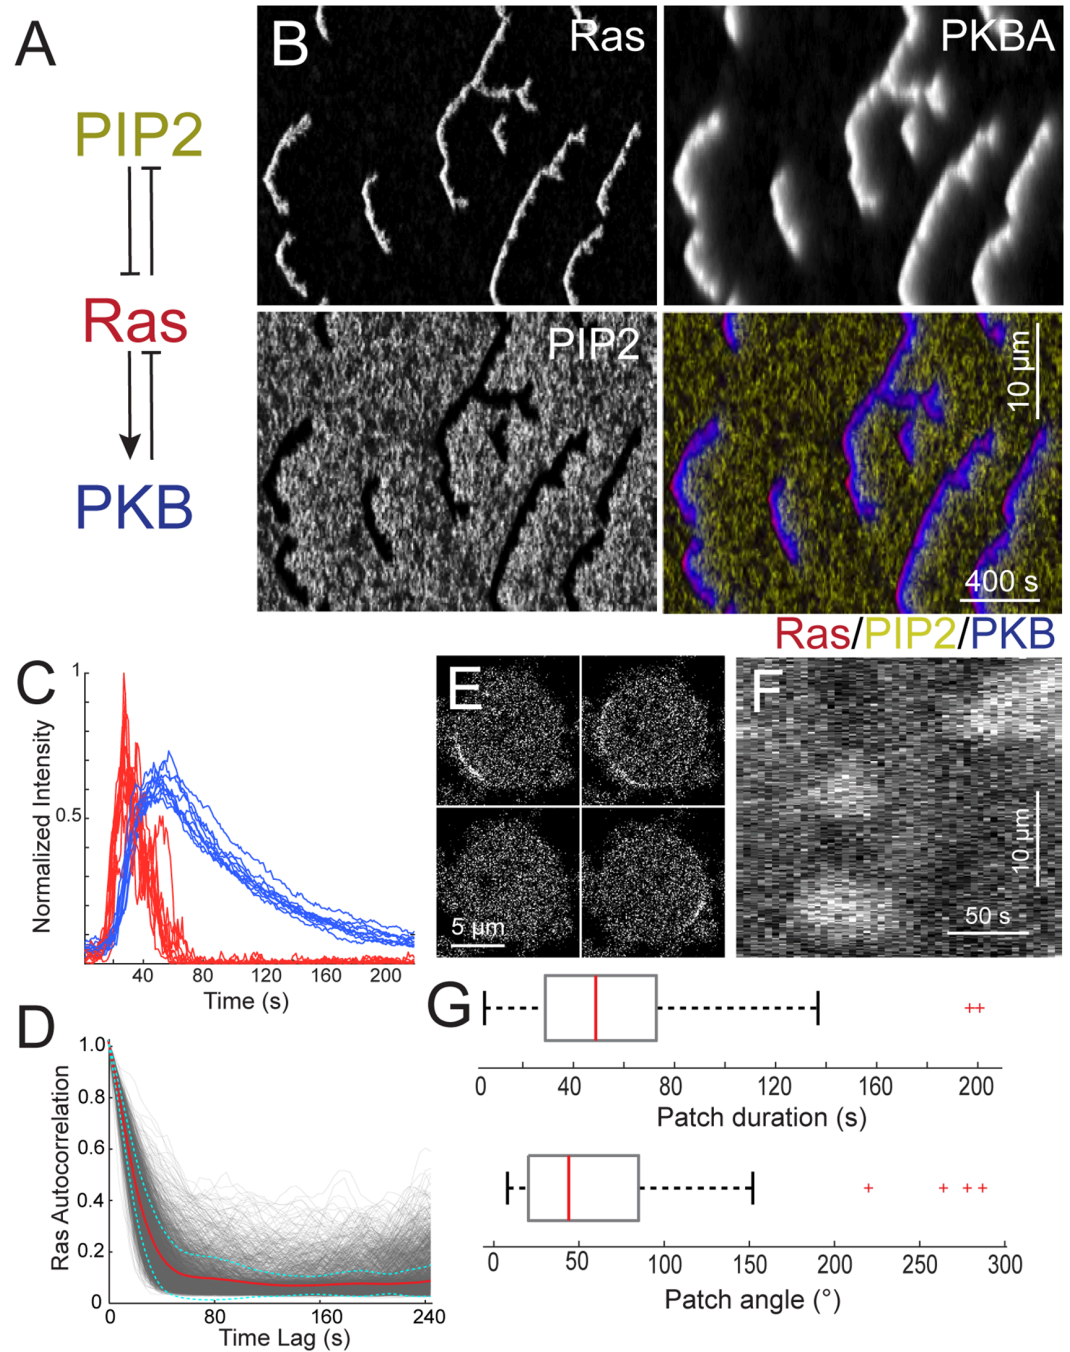 A
PIP2
Ras
PKB
B
Ras
PKBA
PIP2
10 µm
400 s
Ras/PIP2/PKB
C
1
0.5
Normalized Intensity
40 80 120 160 200
Time (s)
E
5 µm
F
10 µm
50 s
D
1.0
0.8
0.6
0.4
0.2
0
Ras Autocorrelation
0 80 160 240
Time Lag (s)
G
0 40 80 120 160 200
Patch duration (s)
0 50 100 150 200 250 300
Patch angle (°)